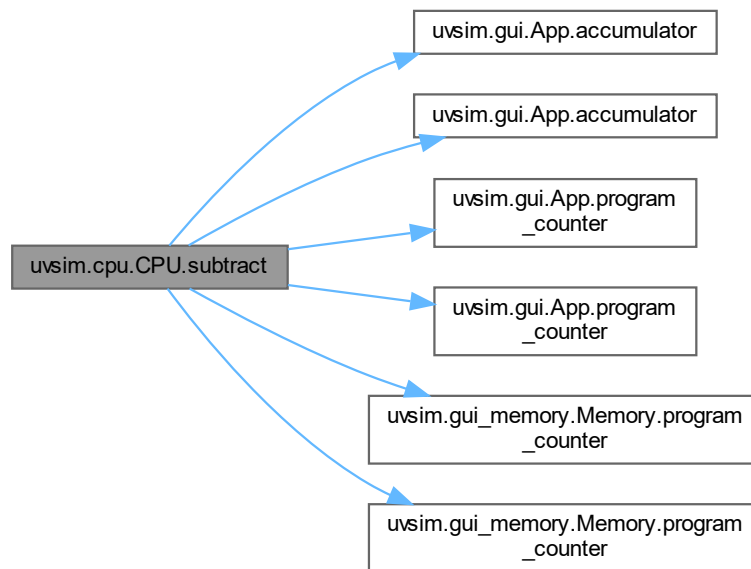 uvsim.gui.App.accumulator
uvsim.gui.App.accumulator
uvsim.gui.App.program
_counter
uvsim.cpu.CPU.subtract
uvsim.gui.App.program
_counter
uvsim.gui_memory.Memory.program
_counter
uvsim.gui_memory.Memory.program
_counter